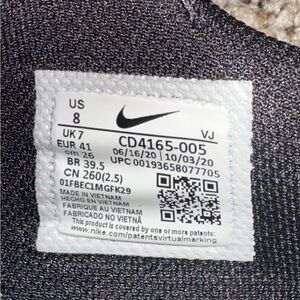 US
8
UK 7
VJ
EUR 41
CD4165-005
cm 26
06/16/20 | 10/03/20
BR 39.5
UPC 00193658077705
CN 260(2.5)
01FBEC1MGFK29
MADE IN VIETNAM
HECHO EN VIETNAM
FABRIQUE AU VIETNAM
FABRICADO NO VIETNÃ
This product is covered by one or more patents
www.nike.com/patentsvirtualmarking